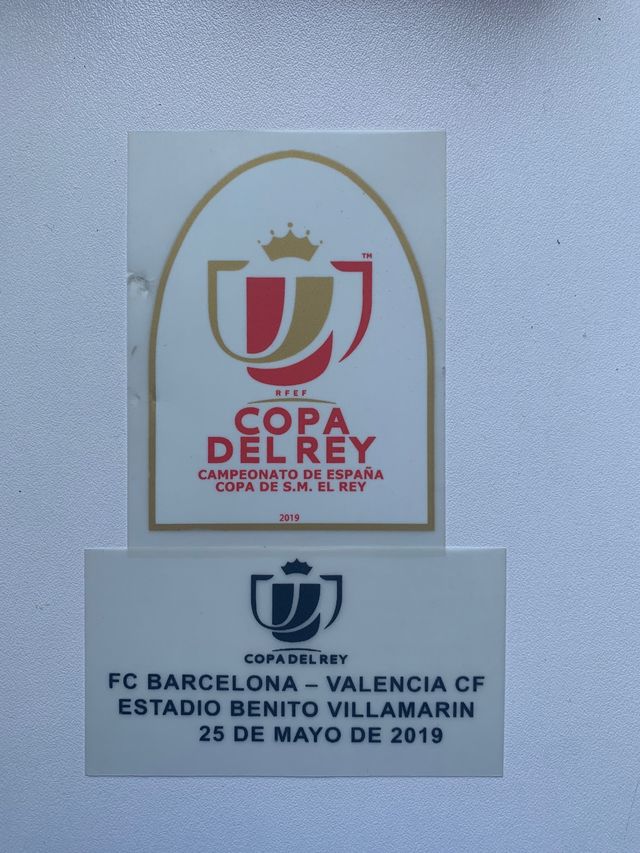 TM
RFEF
COPA
DEL REY
CAMPEONATO DE ESPAÑA
COPA DE S.M. EL REY
2019
COPA DEL REY
FC BARCELONA – VALENCIA CF
ESTADIO BENITO VILLAMARIN
25 DE MAYO DE 2019